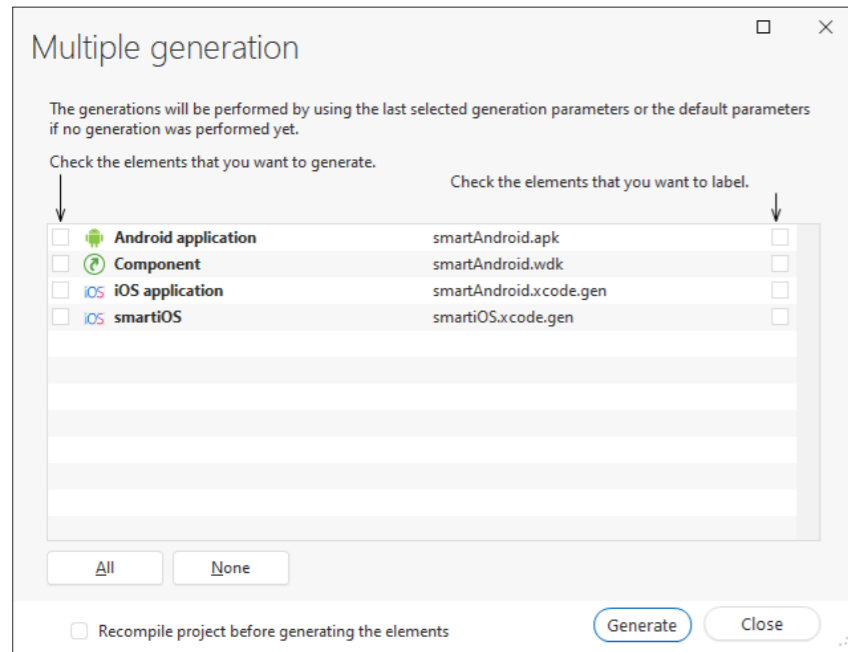 Multiple generation
The generations will be performed by using the last selected generation parameters or the default parameters
if no generation was performed yet.
Check the elements that you want to generate.
Check the elements that you want to label.
Android application smartAndroid.apk
Component smartAndroid.wdk
iOS iOS application smartAndroid.xcode.gen
iOS smartiOS smartiOS.xcode.gen
All None
Recompile project before generating the elements Generate Close